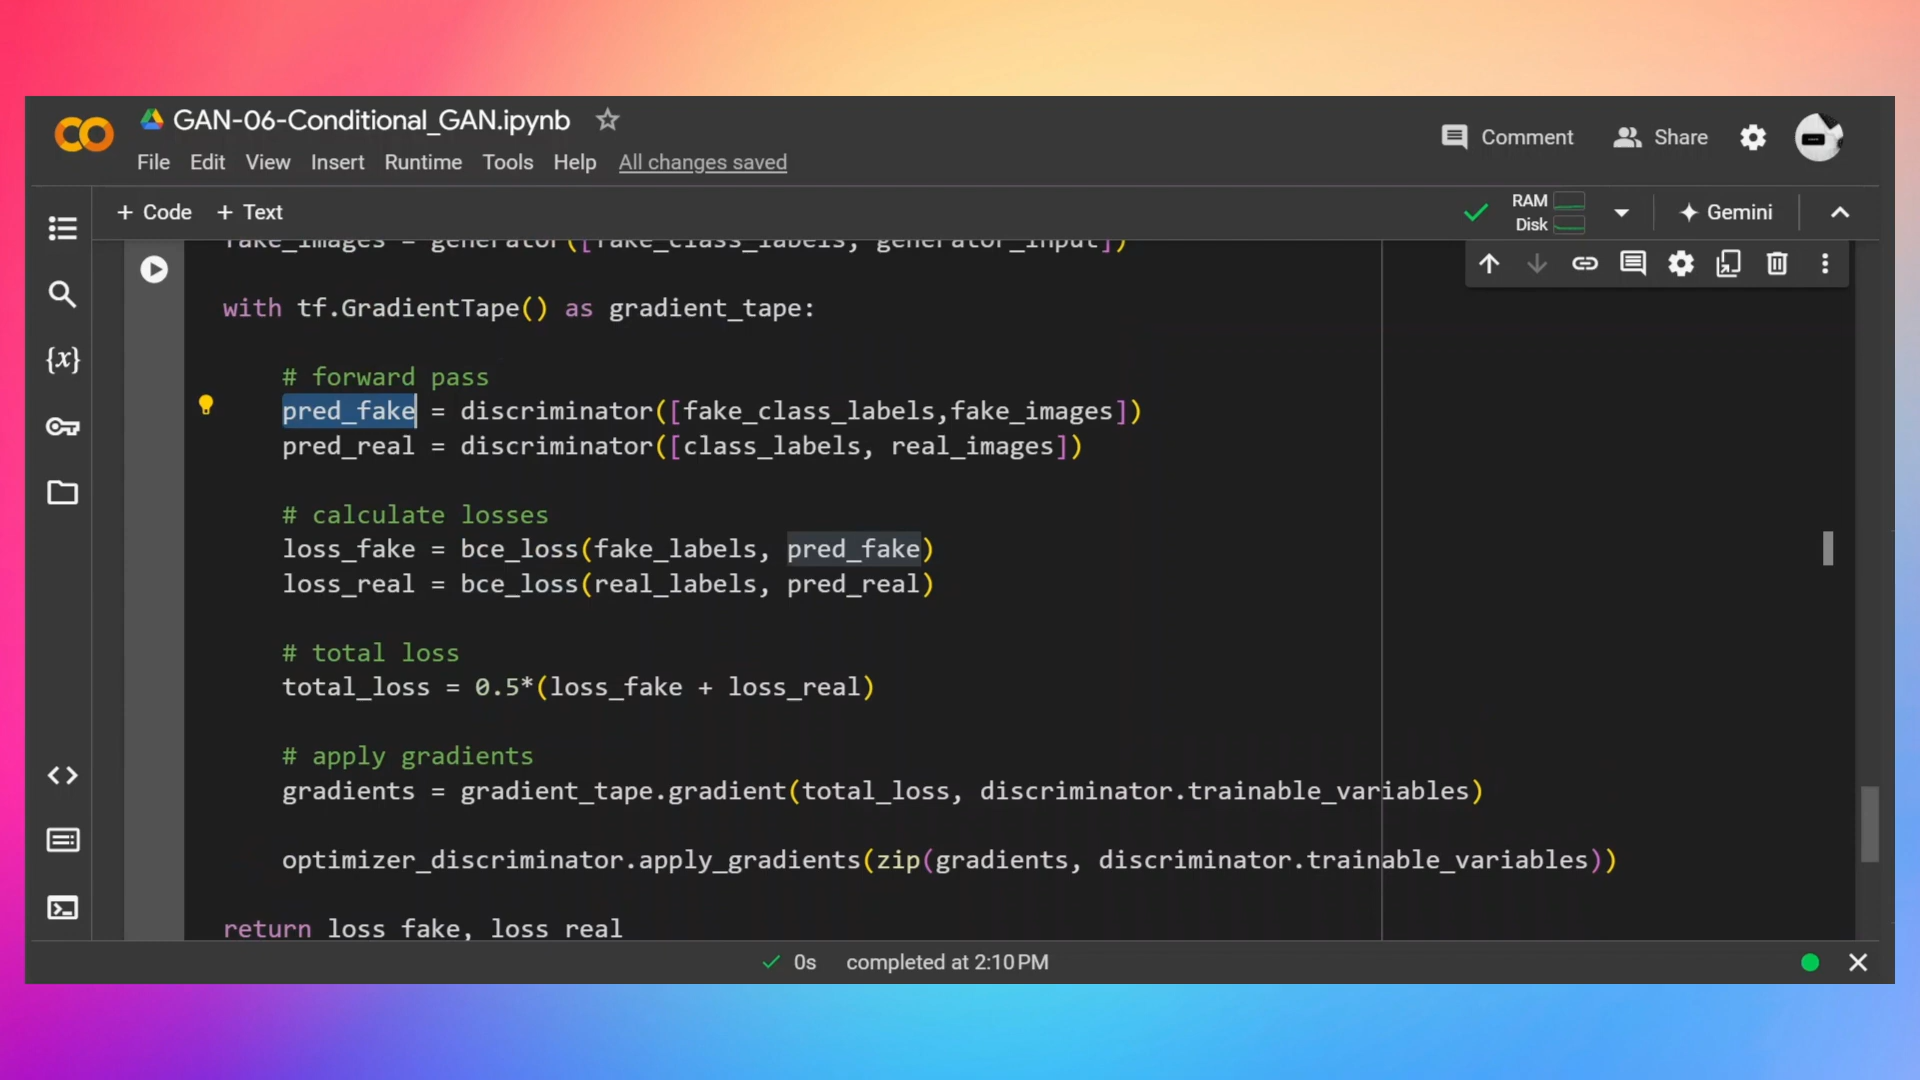 GAN-06-Conditional_GAN.ipynb
File Edit View Insert Runtime Tools Help All changes saved
Comment Share
+ Code + Text
RAM
Disk
Gemini
fake_images = generator([fake_class_labels, generator_input])
with tf.GradientTape() as gradient_tape:
# forward pass
pred_fake = discriminator([fake_class_labels,fake_images])
pred_real = discriminator([class_labels, real_images])
# calculate losses
loss_fake = bce_loss(fake_labels, pred_fake)
loss_real = bce_loss(real_labels, pred_real)
# total loss
total_loss = 0.5*(loss_fake + loss_real)
# apply gradients
gradients = gradient_tape.gradient(total_loss, discriminator.trainable_variables)
optimizer_discriminator.apply_gradients(zip(gradients, discriminator.trainable_variables))
return loss_fake, loss_real
0s completed at 2:10 PM